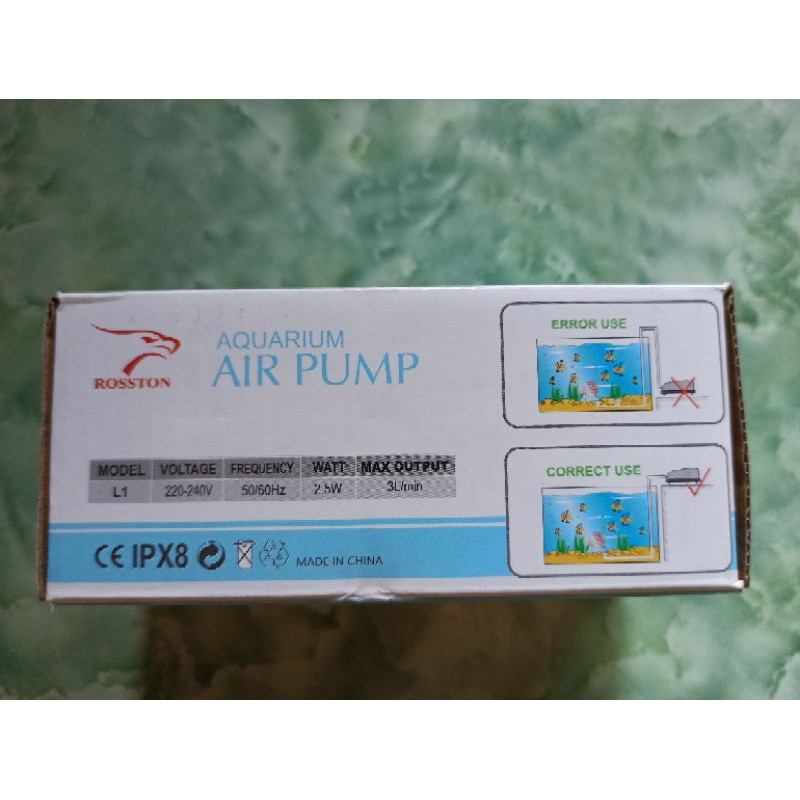 ROSSTON
AQUARIUM
AIR PUMP
MODEL VOLTAGE FREQUENCY WATT MAX OUTPUT
L1 220-240V 50/60Hz 2.5W 3L/min
CE IPX8 MADE IN CHINA
ERROR USE
CORRECT USE